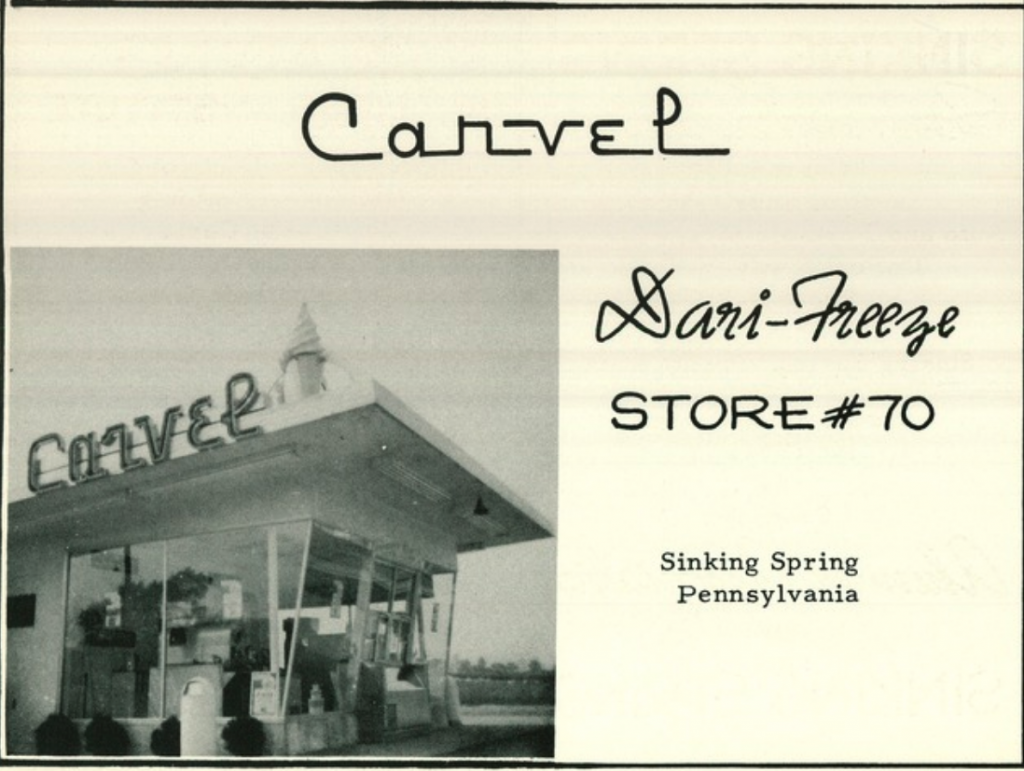 Carvel
Dari-Freeze
STORE #70
Carvel
Sinking Spring
Pennsylvania